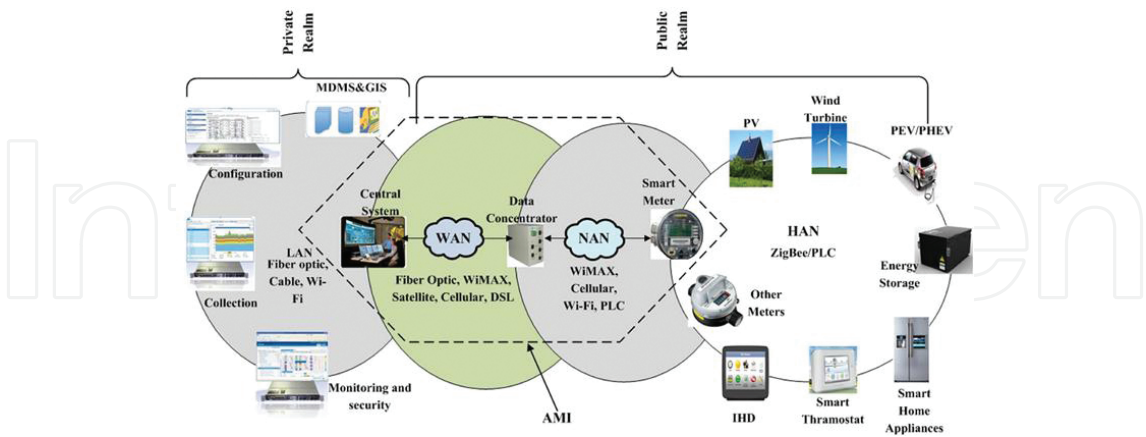 Private
Realm
Public
Realm
MDMS&GIS
Configuration
Collection
Monitoring and
security
LAN
Fiber optic,
Cable, Wi-
Fi
Central
System
WAN
Data
Concentrator
Fiber Optic, WiMAX,
Satellite, Cellular, DSL
NAN
WiMAX,
Cellular,
Wi-Fi, PLC
Smart
Meter
AMI
PV
Wind
Turbine
PEV/PHEV
HAN
ZigBee/PLC
Energy
Storage
Other
Meters
IHD
Smart
Thramostat
Smart
Home
Appliances